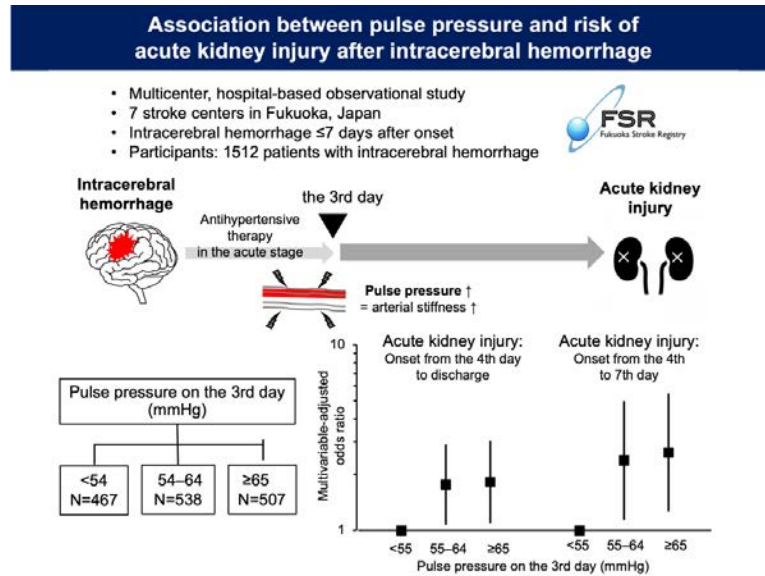 Association between pulse pressure and risk of
acute kidney injury after intracerebral hemorrhage
• Multicenter, hospital-based observational study
• 7 stroke centers in Fukuoka, Japan
• Intracerebral hemorrhage ≤7 days after onset
• Participants: 1512 patients with intracerebral hemorrhage
FSR
Fukuoka Stroke Registry
Intracerebral
hemorrhage
Antihypertensive
therapy
in the acute stage
the 3rd day
Acute kidney
injury
Pulse pressure ↑
= arterial stiffness ↑
Pulse pressure on the 3rd day
(mmHg)
<54
N=467
54–64
N=538
≥65
N=507
Multivariable-adjusted
odds ratio
10
1
Acute kidney injury:
Onset from the 4th day
to discharge
Acute kidney injury:
Onset from the 4th
to 7th day
<55 55–64 ≥65 <55 55–64 ≥65
Pulse pressure on the 3rd day (mmHg)